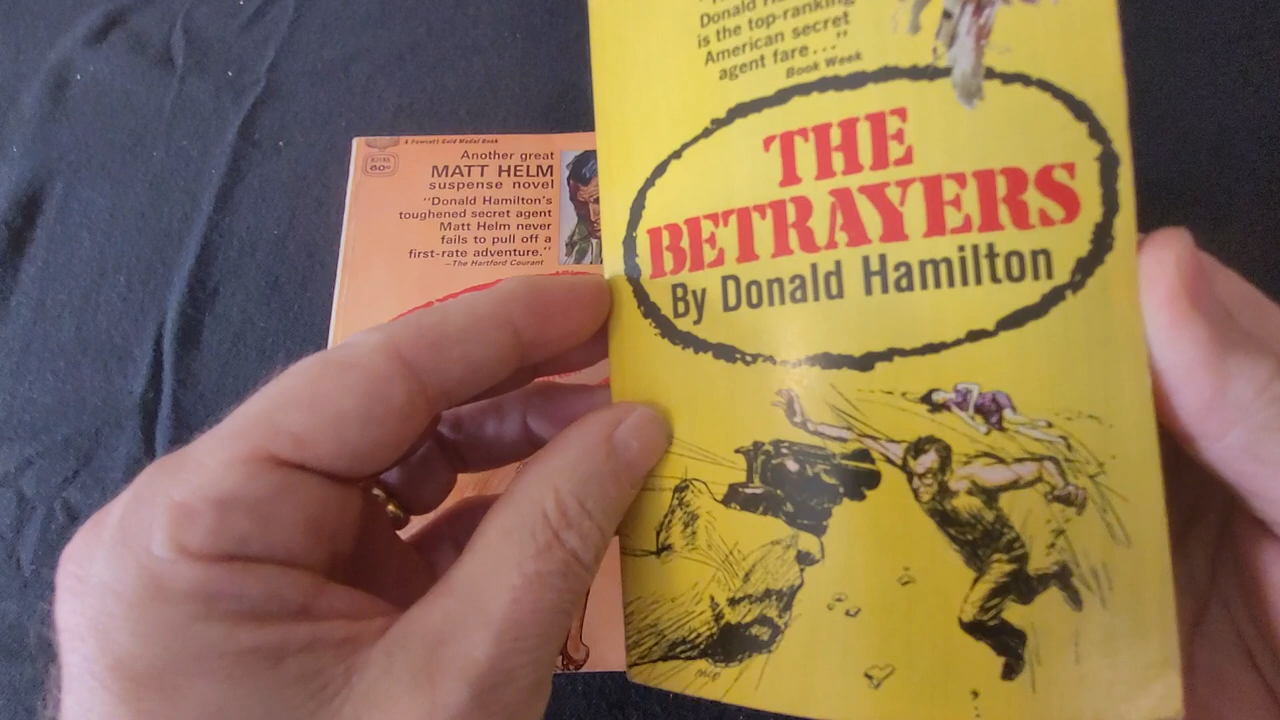 Donald
is the top-ranking
American secret
agent fare..."
Book Week
THE
BETRAYERS
By Donald Hamilton
A Fawcett Gold Medal Book
60¢
Another great
MATT HELM
suspense novel
"Donald Hamilton's
toughened secret agent
Matt Helm never
fails to pull off a
first-rate adventure."
—The Hartford Courant